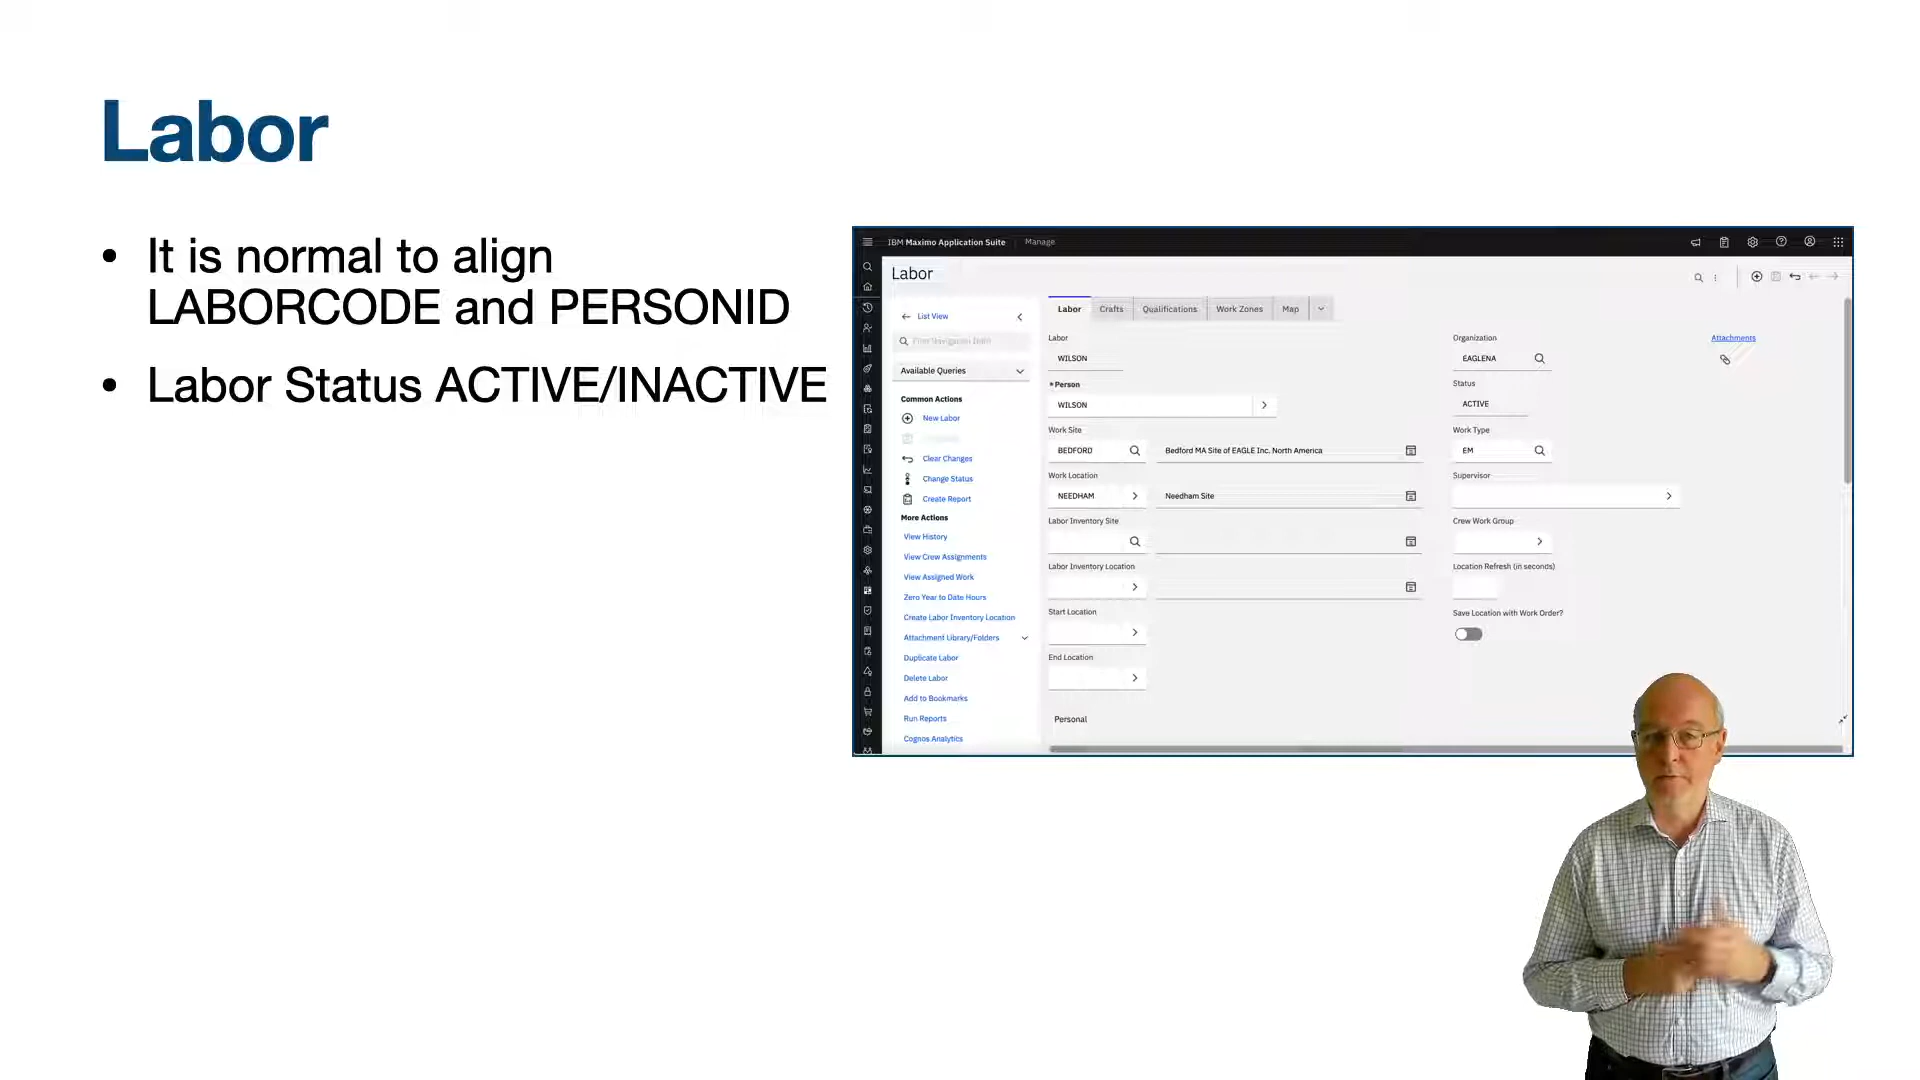 Labor
• It is normal to align
LABORCODE and PERSONID
• Labor Status ACTIVE/INACTIVE
IBM Maximo Application Suite Manage
Labor
List View
Available Queries
Common Actions
New Labor
Clear Changes
Change Status
Create Report
More Actions
View History
View Crew Assignments
View Assigned Work
Zero Year to Date Hours
Create Labor Inventory Location
Attachment Library/Folders
Duplicate Labor
Delete Labor
Add to Bookmarks
Run Reports
Cognos Analytics
Labor Crafts Qualifications Work Zones Map
Labor
WILSON
* Person
WILSON
Work Site
BEDFORD Bedford MA Site of EAGLE Inc. North America
Work Location
NEEDHAM Needham Site
Labor Inventory Site
Labor Inventory Location
Start Location
End Location
Personal
Organization
EAGLENA
Status
ACTIVE
Work Type
EM
Supervisor
Crew Work Group
Location Refresh (in seconds)
Save Location with Work Order?
Attachments